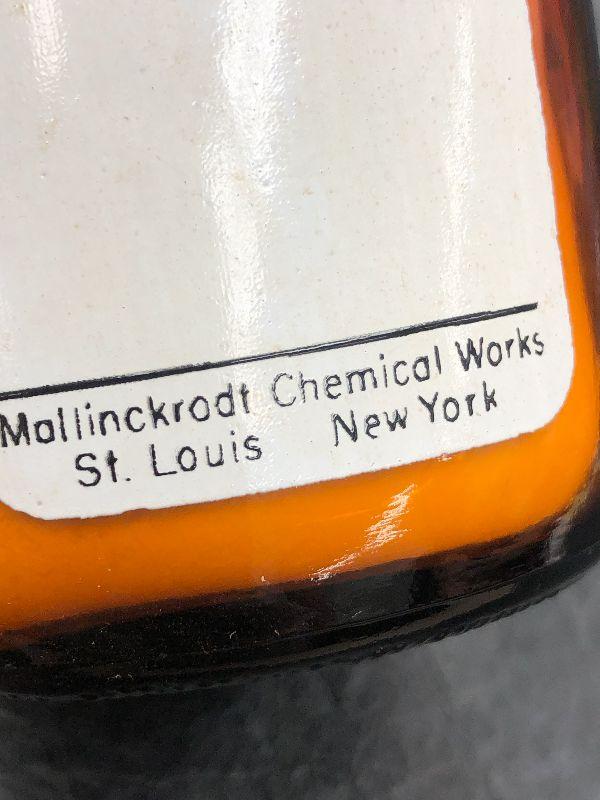 Mallinckrodt Chemical Works
St. Louis New York